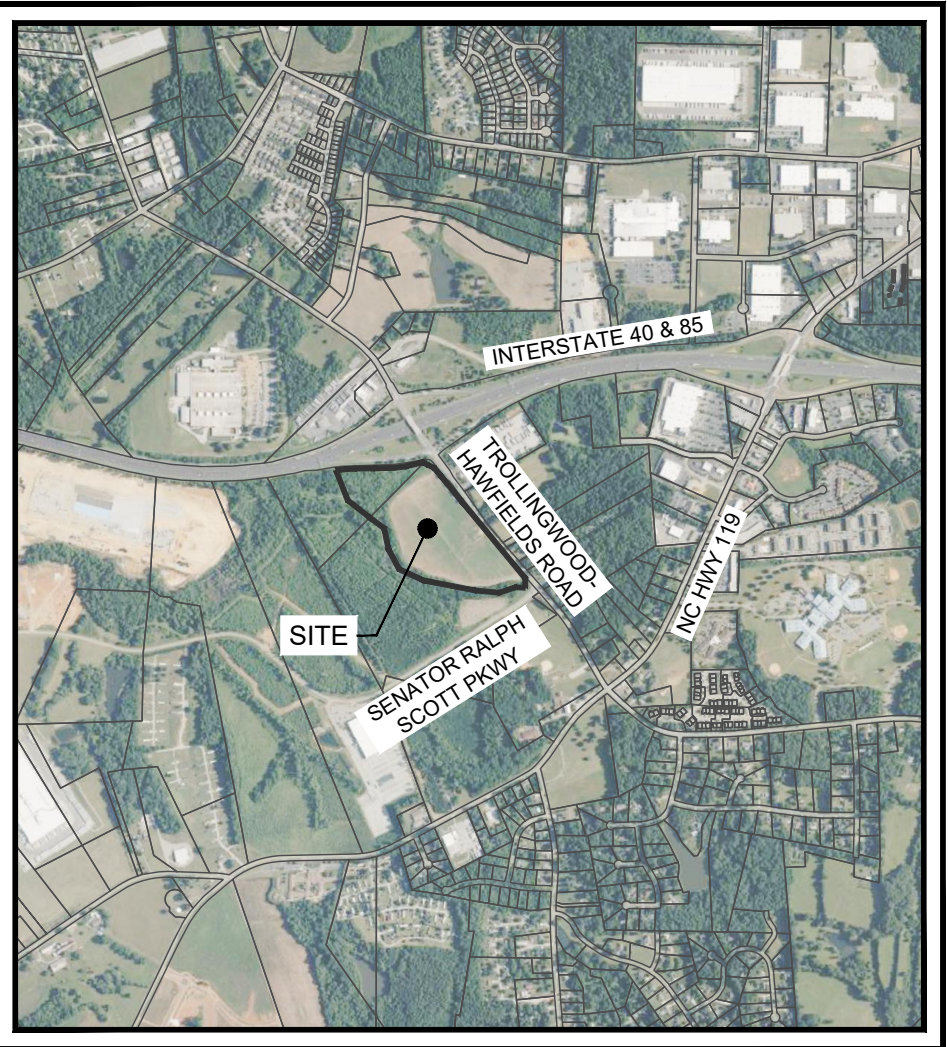 INTERSTATE 40 & 85
TROLLINGWOOD-
HAWFIELDS ROAD
NC HWY 119
SITE
SENATOR RALPH
SCOTT PKWY